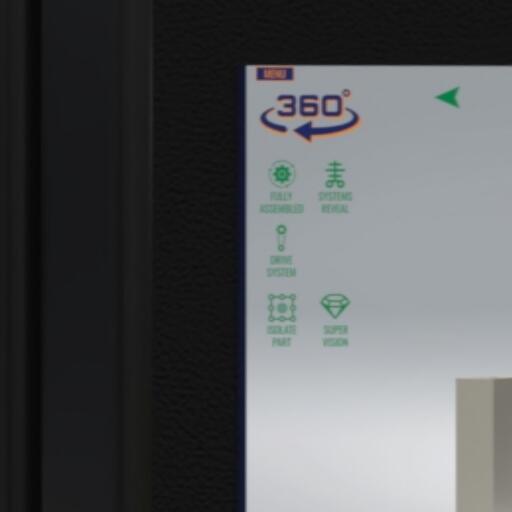 MENU
360°
FULLY
ASSEMBLED
SYSTEMS
REVEAL
DRIVE
SYSTEM
ISOLATE
PART
SUPER
VISION